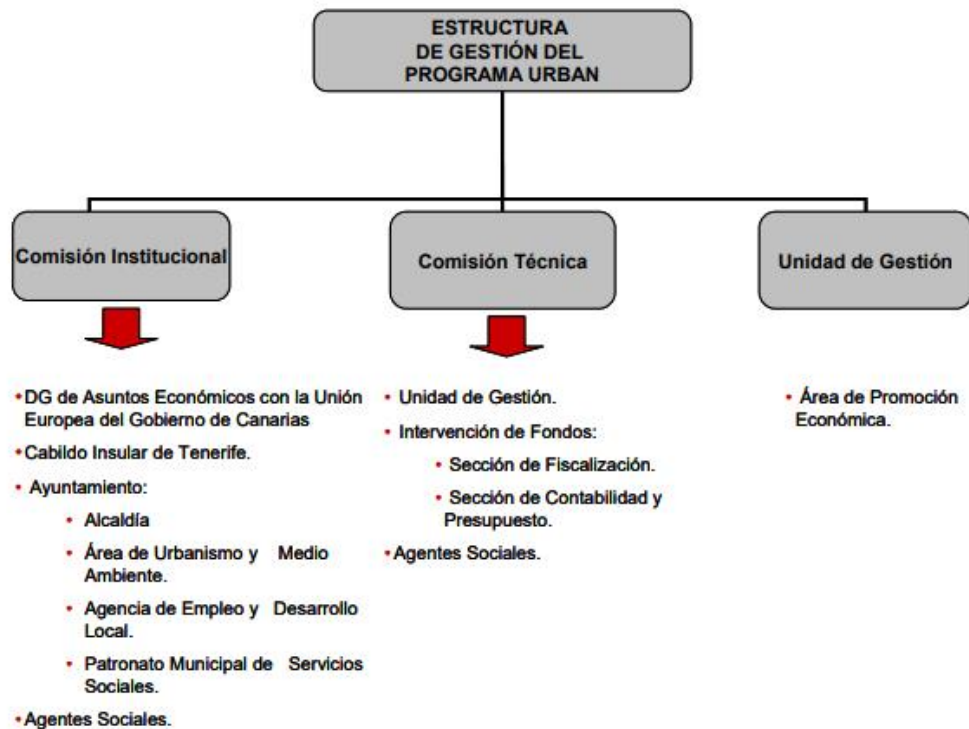 ESTRUCTURA
DE GESTIÓN DEL
PROGRAMA URBAN
Comisión Institucional
Comisión Técnica
Unidad de Gestión
•DG de Asuntos Económicos con la Unión
Europea del Gobierno de Canarias
•Cabildo Insular de Tenerife.
• Ayuntamiento:
• Alcaldía
• Área de Urbanismo y Medio
Ambiente.
• Agencia de Empleo y Desarrollo
Local.
• Patronato Municipal de Servicios
Sociales.
•Agentes Sociales.
• Unidad de Gestión.
• Intervención de Fondos:
• Sección de Fiscalización.
• Sección de Contabilidad y
Presupuesto.
•Agentes Sociales.
• Área de Promoción
Económica.